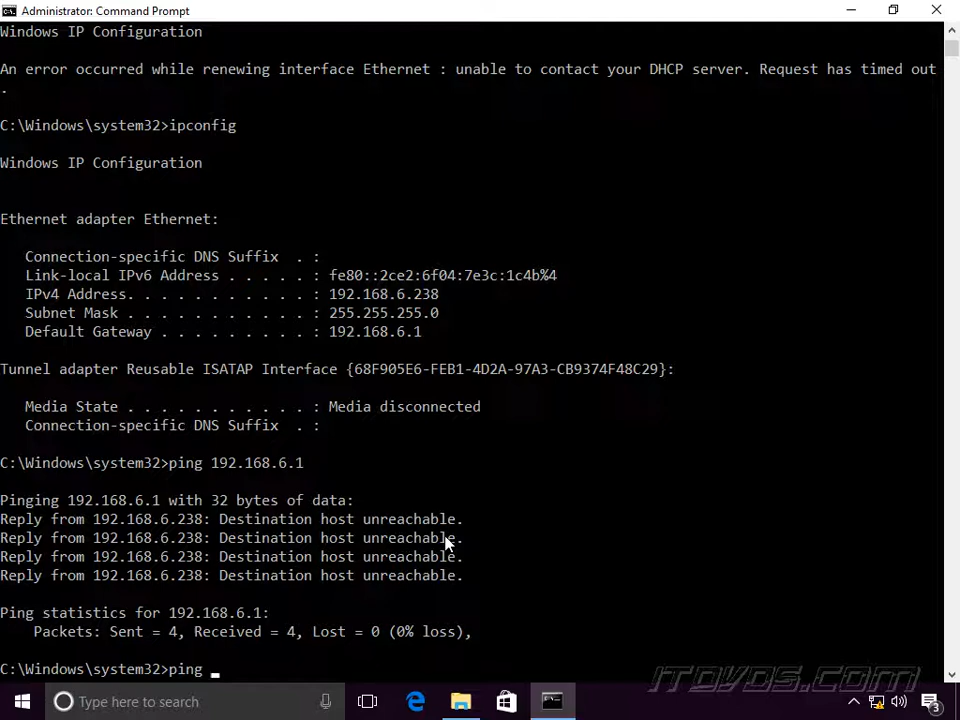 Administrator: Command Prompt
Windows IP Configuration
An error occurred while renewing interface Ethernet : unable to contact your DHCP server. Request has timed out
.
C:\Windows\system32>ipconfig
Windows IP Configuration
Ethernet adapter Ethernet:
Connection-specific DNS Suffix  . :
Link-local IPv6 Address . . . . . : fe80::2ce2:6f04:7e3c:1c4b%4
IPv4 Address. . . . . . . . . . . : 192.168.6.238
Subnet Mask . . . . . . . . . . . : 255.255.255.0
Default Gateway . . . . . . . . . : 192.168.6.1
Tunnel adapter Reusable ISATAP Interface {68F905E6-FEB1-4D2A-97A3-CB9374F48C29}:
Media State . . . . . . . . . . . : Media disconnected
Connection-specific DNS Suffix  . :
C:\Windows\system32>ping 192.168.6.1
Pinging 192.168.6.1 with 32 bytes of data:
Reply from 192.168.6.238: Destination host unreachable.
Reply from 192.168.6.238: Destination host unreachable.
Reply from 192.168.6.238: Destination host unreachable.
Reply from 192.168.6.238: Destination host unreachable.
Ping statistics for 192.168.6.1:
Packets: Sent = 4, Received = 4, Lost = 0 (0% loss),
C:\Windows\system32>ping _
ITDVDS.COM
Type here to search
3